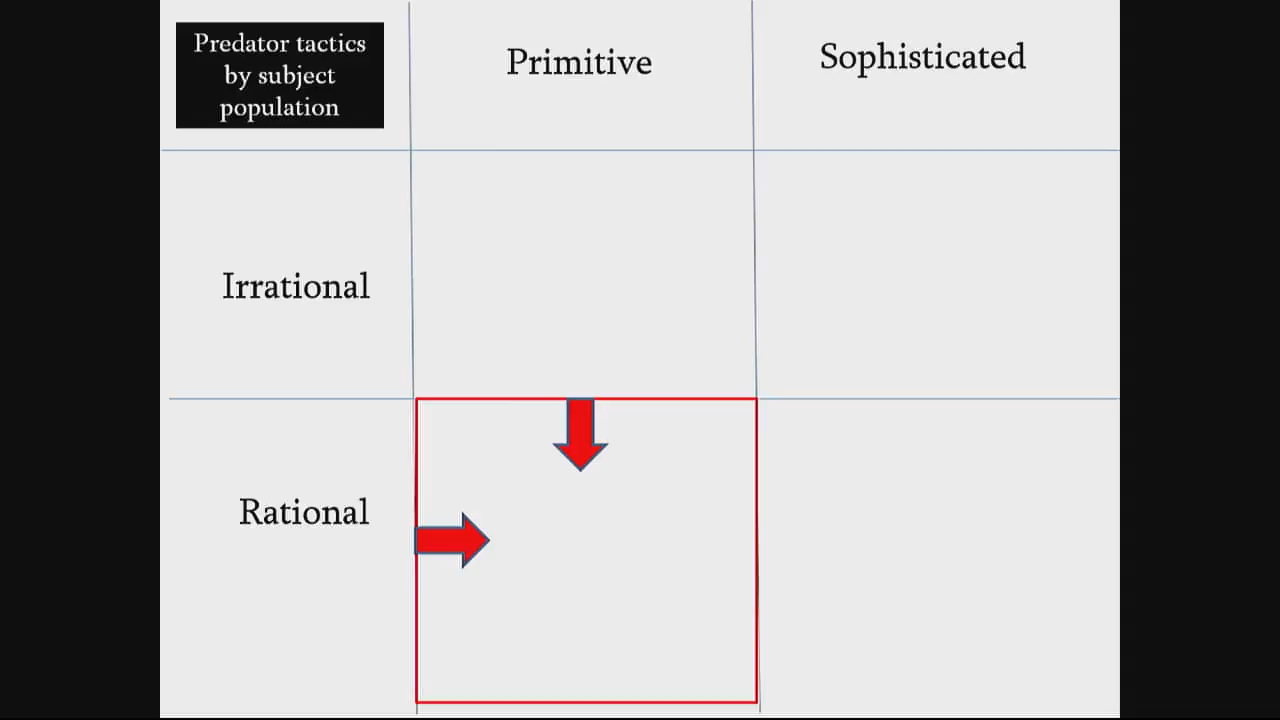 Predator tactics
by subject
population
Primitive
Sophisticated
Irrational
Rational